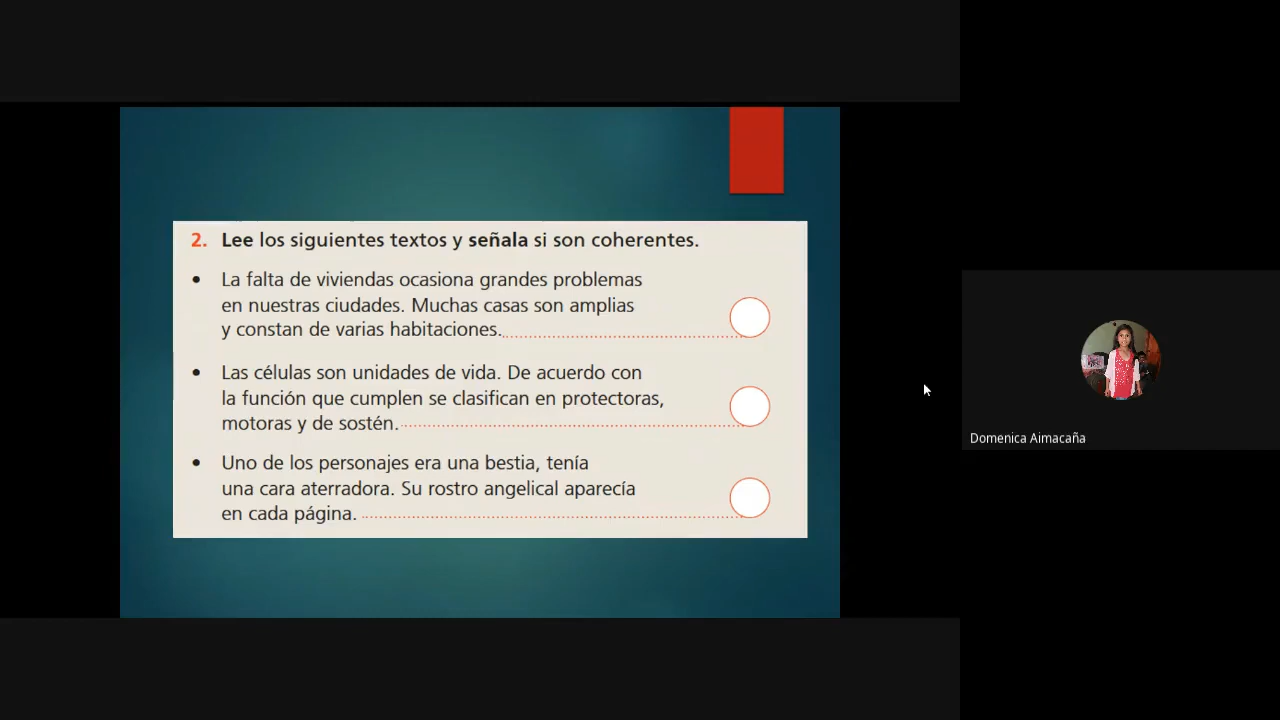 2. Lee los siguientes textos y señala si son coherentes.
• La falta de viviendas ocasiona grandes problemas
en nuestras ciudades. Muchas casas son amplias
y constan de varias habitaciones.
• Las células son unidades de vida. De acuerdo con
la función que cumplen se clasifican en protectoras,
motoras y de sostén.
• Uno de los personajes era una bestia, tenía
una cara aterradora. Su rostro angelical aparecía
en cada página.
Domenica Aimacaña